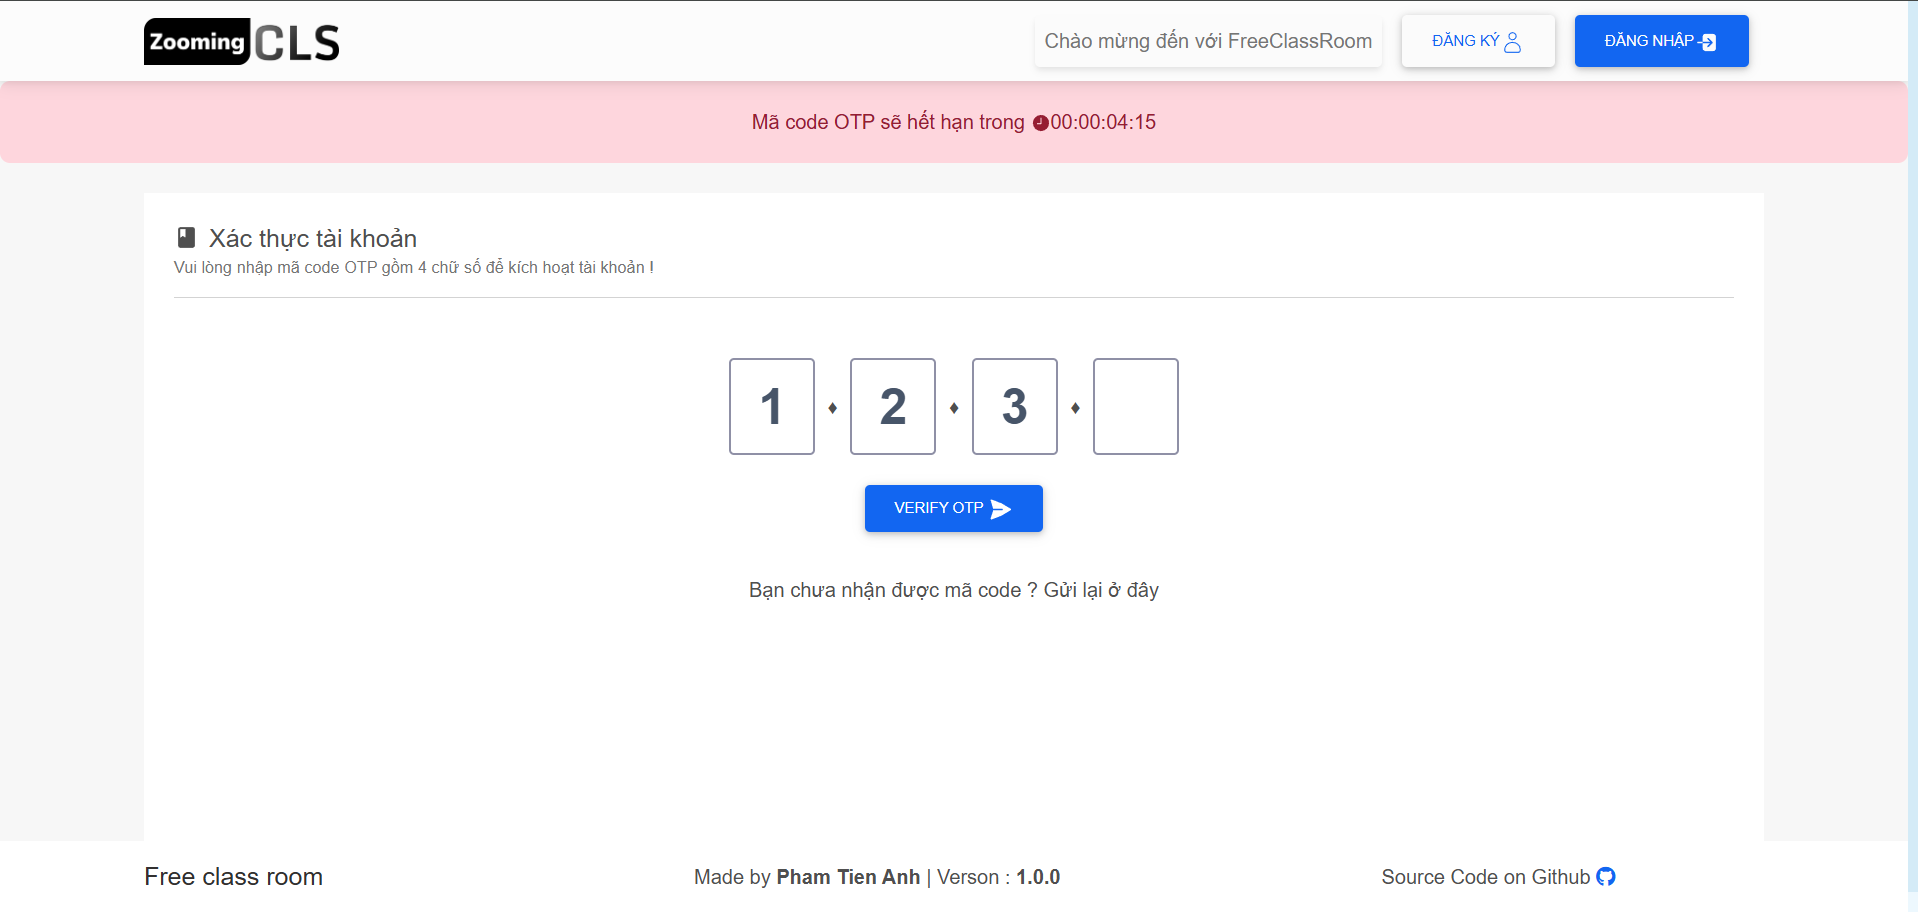 Zooming CLS
Chào mừng đến với FreeClassRoom
ĐĂNG KÝ
ĐĂNG NHẬP
Mã code OTP sẽ hết hạn trong 00:00:04:15
Xác thực tài khoản
Vui lòng nhập mã code OTP gồm 4 chữ số để kích hoạt tài khoản !
1 ♦ 2 ♦ 3 ♦
VERIFY OTP
Bạn chưa nhận được mã code ? Gửi lại ở đây
Free class room
Made by Pham Tien Anh | Verson : 1.0.0
Source Code on Github